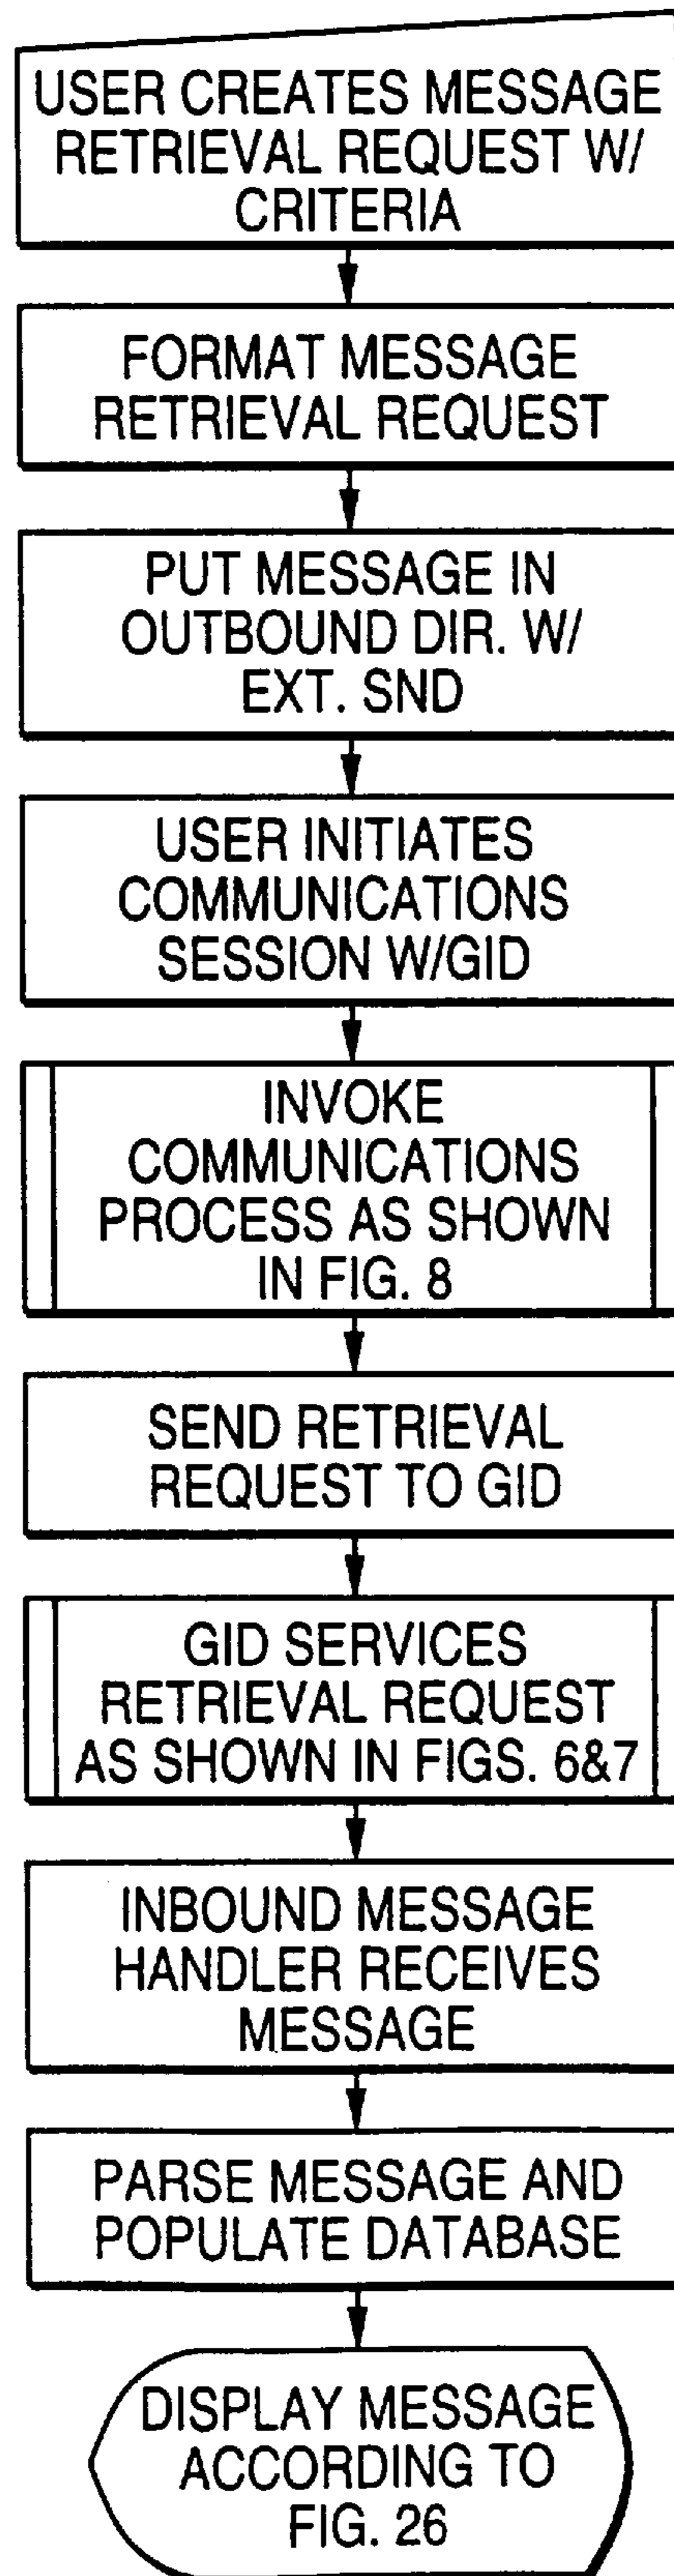 USER CREATES MESSAGE
RETRIEVAL REQUEST W/
CRITERIA
FORMAT MESSAGE
RETRIEVAL REQUEST
PUT MESSAGE IN
OUTBOUND DIR. W/
EXT. SND
USER INITIATES
COMMUNICATIONS
SESSION W/GID
INVOKE
COMMUNICATIONS
PROCESS AS SHOWN
IN FIG. 8
SEND RETRIEVAL
REQUEST TO GID
GID SERVICES
RETRIEVAL REQUEST
AS SHOWN IN FIGS. 6&7
INBOUND MESSAGE
HANDLER RECEIVES
MESSAGE
PARSE MESSAGE AND
POPULATE DATABASE
DISPLAY MESSAGE
ACCORDING TO
FIG. 26